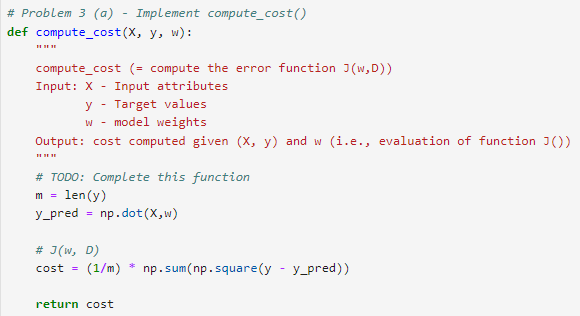 # Problem 3 (a) - Implement compute_cost()
def compute_cost(X, y, w):
    """
    compute_cost (= compute the error function J(w,D))
    Input: X - Input attributes
           y - Target values
           w - model weights
    Output: cost computed given (X, y) and w (i.e., evaluation of function J())
    """
    # TODO: Complete this function
    m = len(y)
    y_pred = np.dot(X,w)

    # J(w, D)
    cost = (1/m) * np.sum(np.square(y - y_pred))

    return cost